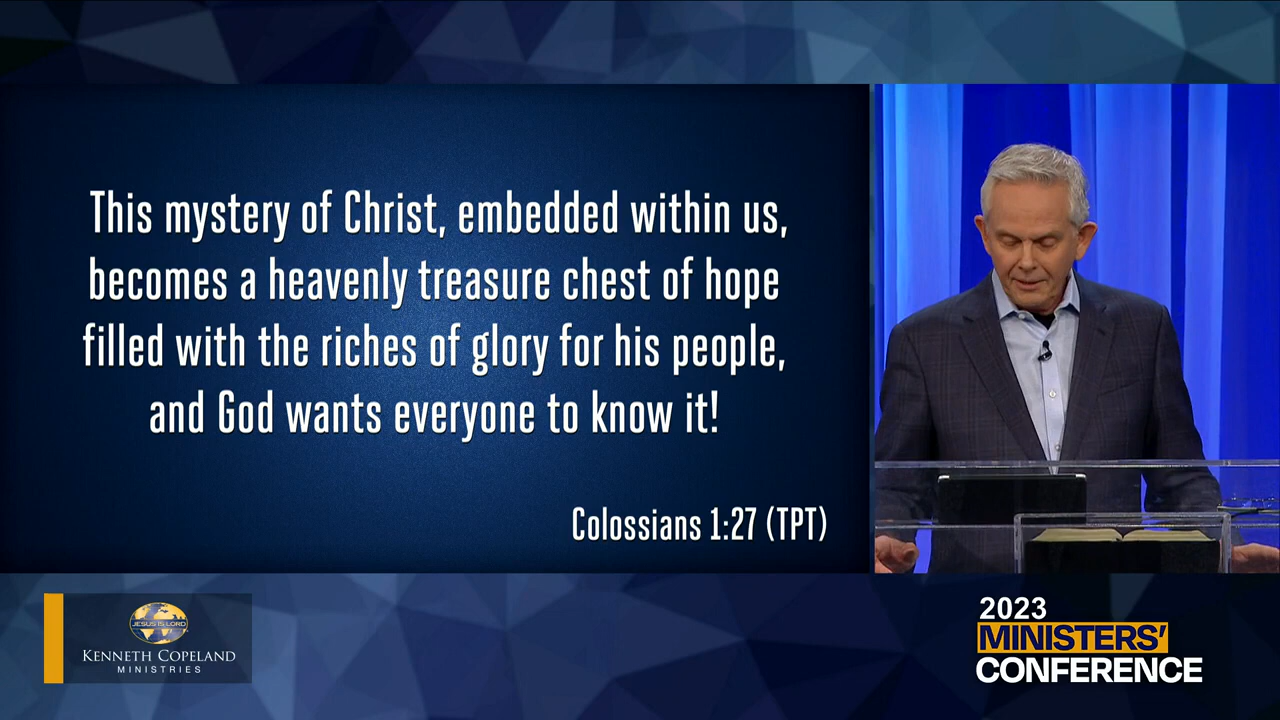 This mystery of Christ, embedded within us,
becomes a heavenly treasure chest of hope
filled with the riches of glory for his people,
and God wants everyone to know it!
Colossians 1:27 (TPT)
JESUS IS LORD
KENNETH COPELAND
MINISTRIES
2023
MINISTERS'
CONFERENCE